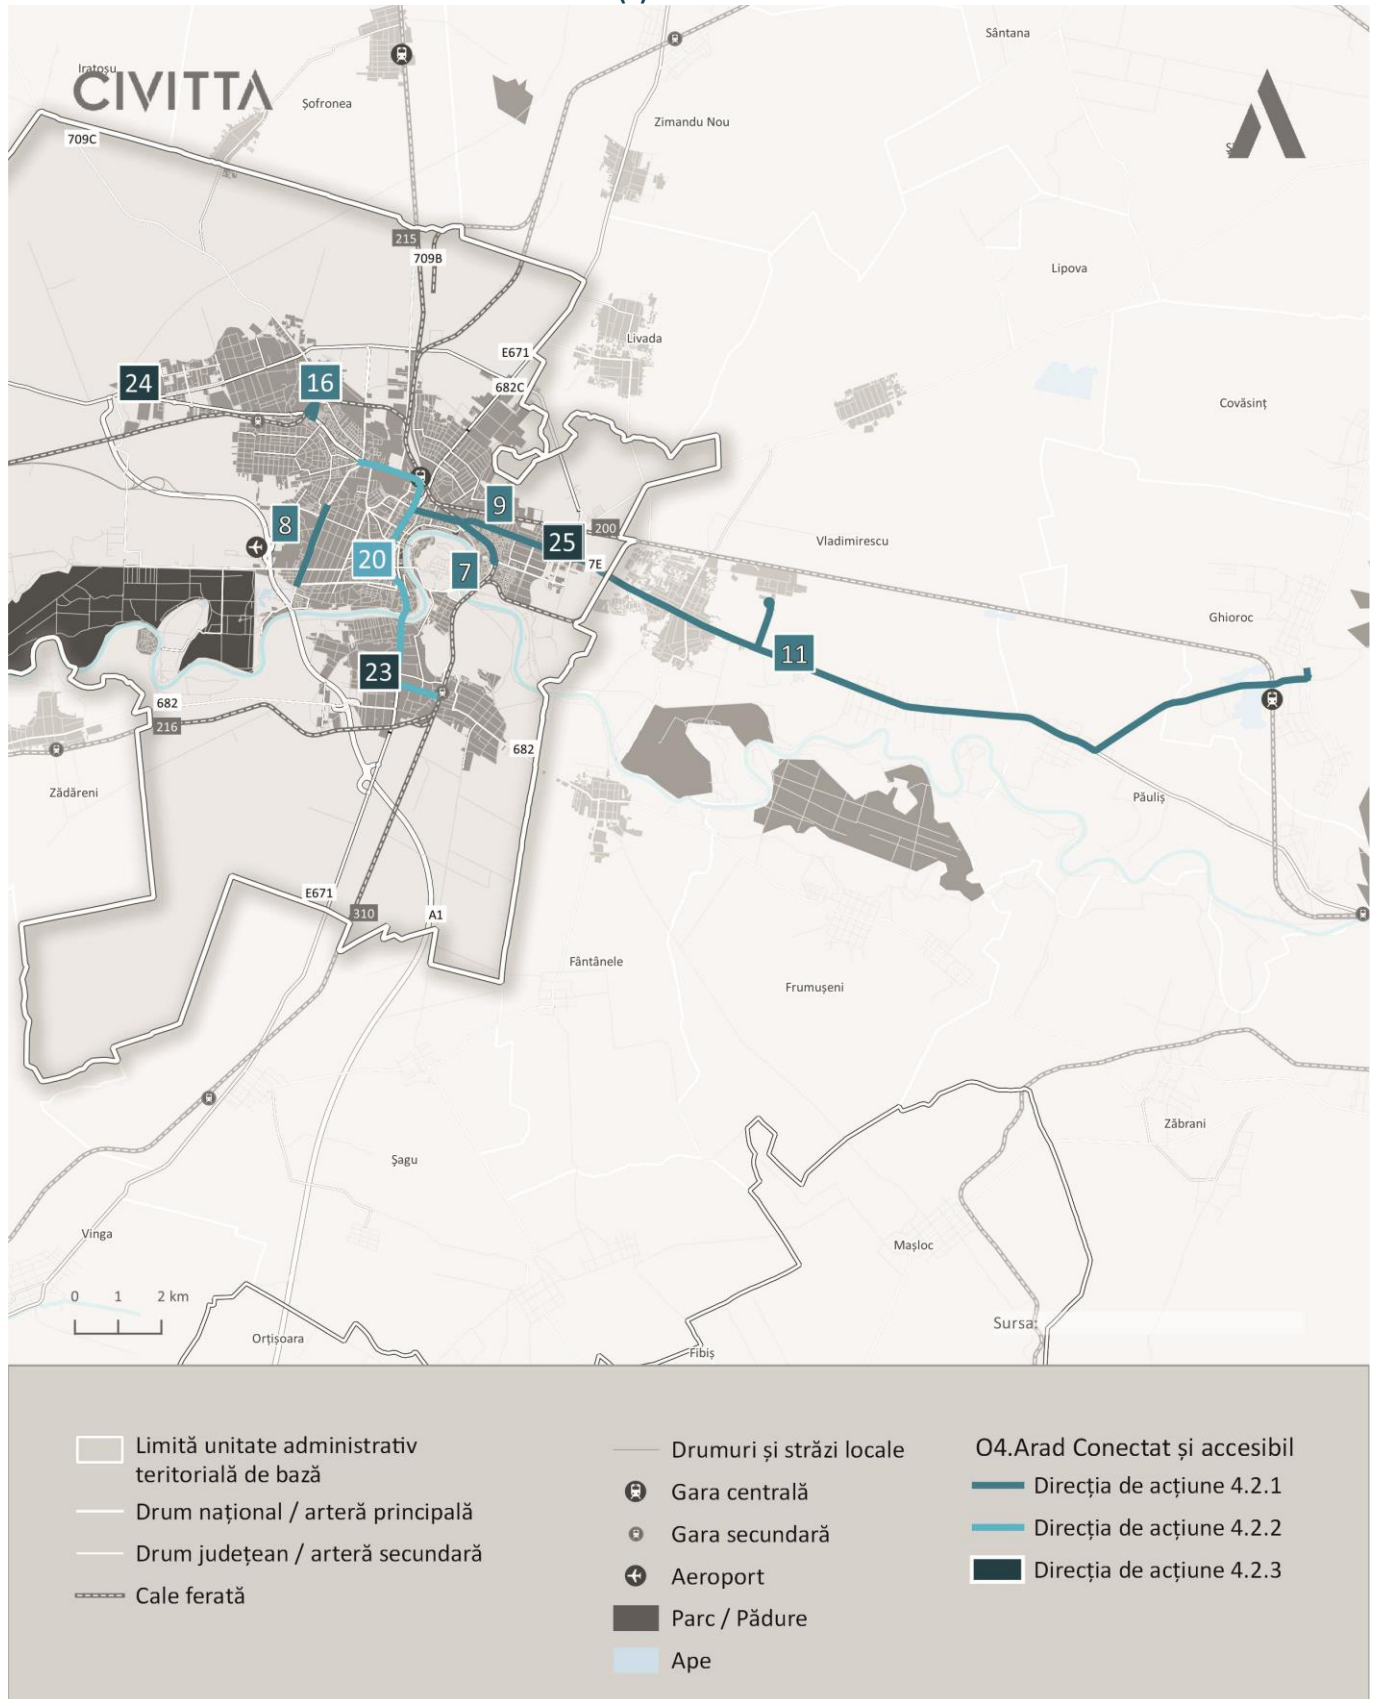 Sântana
Iratoșu
CIVITTA
Șofronea
Zimandu Nou
709C
215
709B
Lipova
Livada
E671
24
16
682C
Covăsinț
9
8
200
25
Vladimirescu
20
7
7E
Ghioroc
11
23
682
216
682
Zădăreni
Păuliș
E671
310
A1
Fântânele
Frumușeni
Zăbrani
Șagu
Vinga
Mașloc
0 1 2 km
Sursa:
Orțișoara
Fibiș
Limită unitate administrativ
teritorială de bază
Drum național / arteră principală
Drum județean / arteră secundară
Cale ferată
Drumuri și străzi locale
Gara centrală
Gara secundară
Aeroport
Parc / Pădure
Ape
O4.Arad Conectat și accesibil
Direcția de acțiune 4.2.1
Direcția de acțiune 4.2.2
Direcția de acțiune 4.2.3